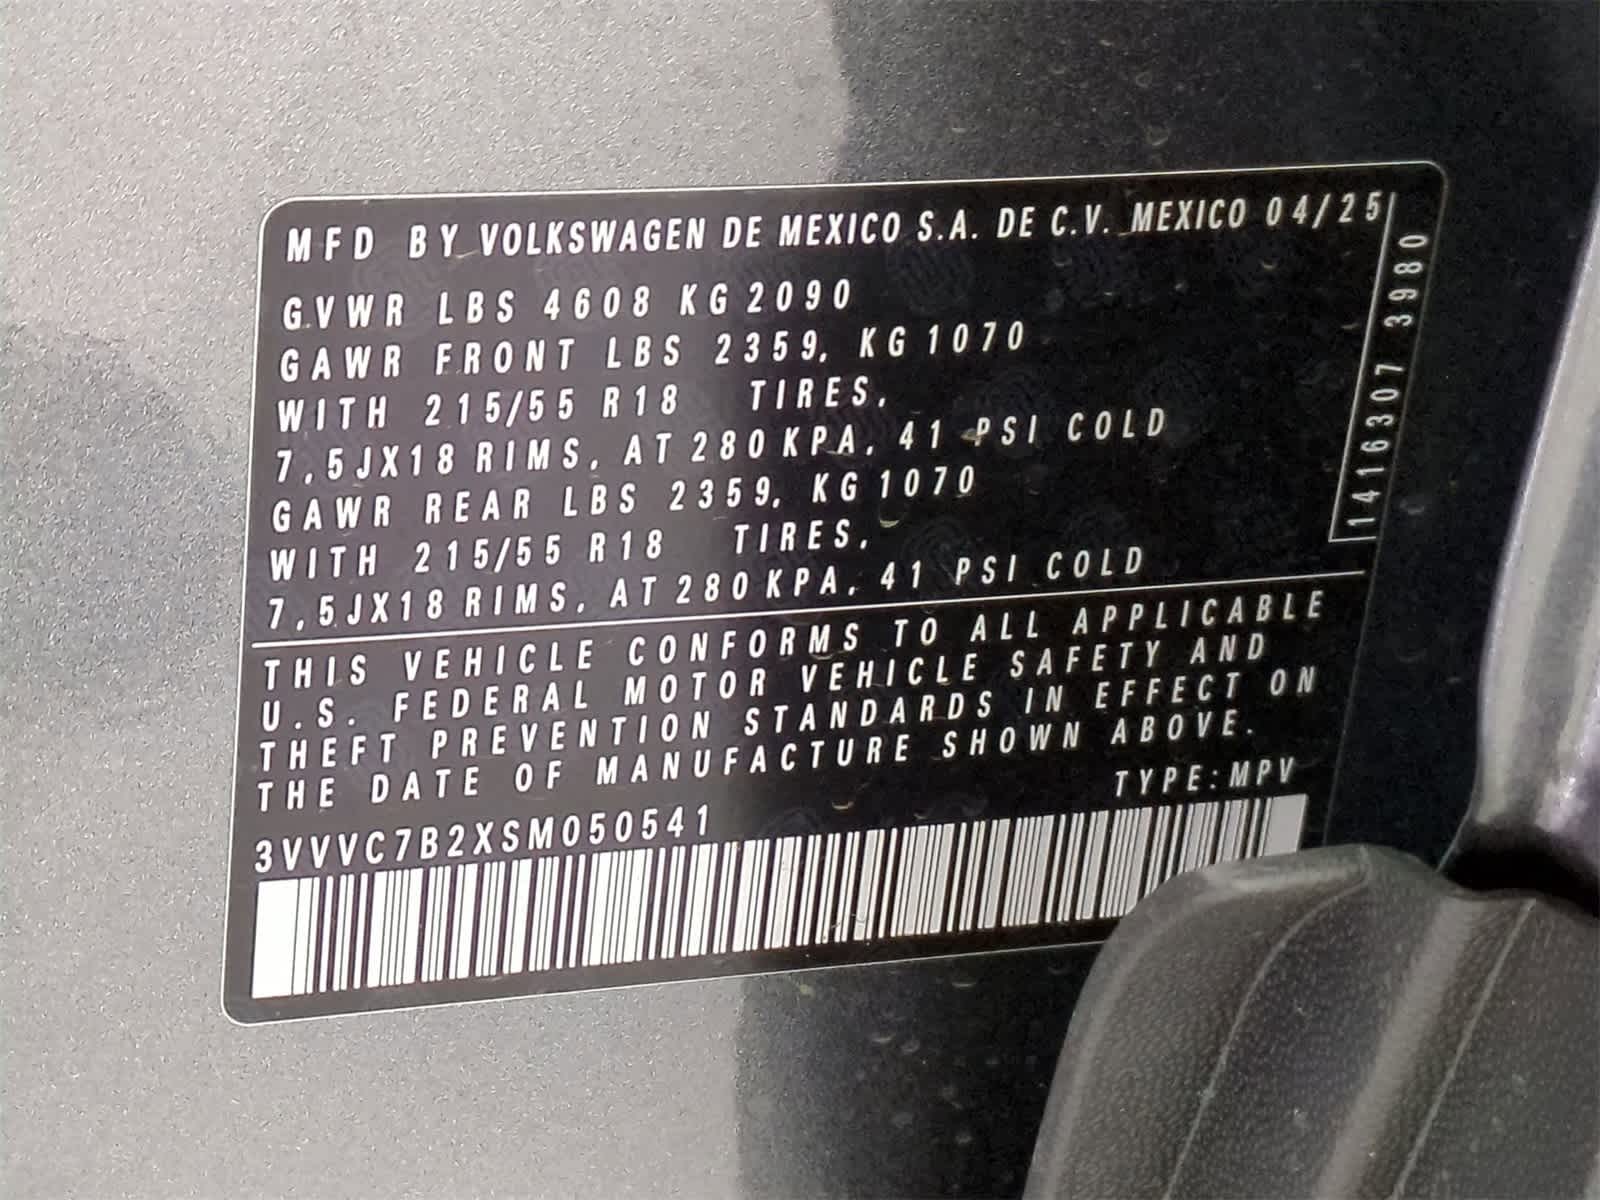 MFD BY VOLKSWAGEN DE MEXICO S.A. DE C.V. MEXICO 04/25
GVWR LBS 4608 KG 2090
GAWR FRONT LBS 2359, KG 1070
WITH 215/55 R18 TIRES,
7,5JX18 RIMS, AT 280 KPA, 41 PSI COLD
GAWR REAR LBS 2359, KG 1070
WITH 215/55 R18 TIRES,
7,5JX18 RIMS, AT 280 KPA, 41 PSI COLD
THIS VEHICLE CONFORMS TO ALL APPLICABLE
U.S. FEDERAL MOTOR VEHICLE SAFETY AND
THEFT PREVENTION STANDARDS IN EFFECT ON
THE DATE OF MANUFACTURE SHOWN ABOVE.
TYPE:MPV
3VVVC7B2XSM050541
1416307 3980